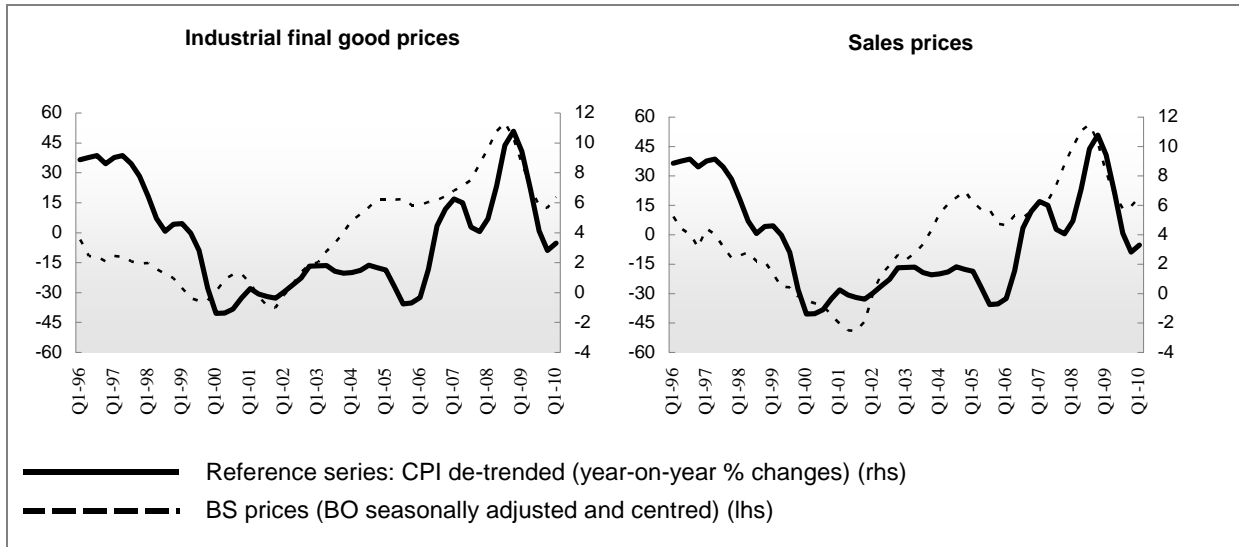 Industrial final good prices
Sales prices
60
45
30
15
0
-15
-30
-45
-60
12
10
8
6
4
2
0
-2
-4
Q1-96
Q1-97
Q1-98
Q1-99
Q1-00
Q1-01
Q1-02
Q1-03
Q1-04
Q1-05
Q1-06
Q1-07
Q1-08
Q1-09
Q1-10
60
45
30
15
0
-15
-30
-45
-60
12
10
8
6
4
2
0
-2
-4
Q1-96
Q1-97
Q1-98
Q1-99
Q1-00
Q1-01
Q1-02
Q1-03
Q1-04
Q1-05
Q1-06
Q1-07
Q1-08
Q1-09
Q1-10
Reference series: CPI de-trended (year-on-year % changes) (rhs)
BS prices (BO seasonally adjusted and centred) (lhs)